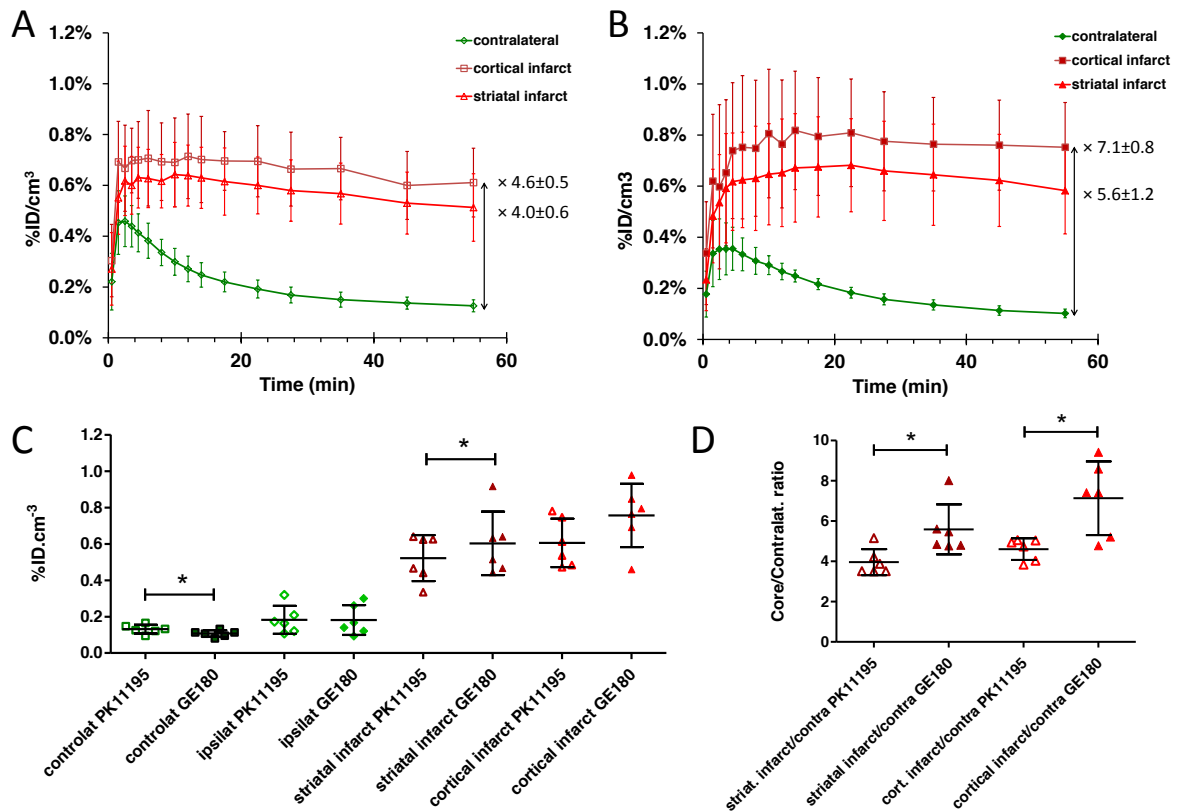 A
1.2%
1.0%
0.8%
0.6%
0.4%
0.2%
0.0%
%ID/cm³
0
20
40
60
Time (min)
contralateral
cortical infarct
striatal infarct
× 4.6±0.5
× 4.0±0.6
B
1.2%
1.0%
0.8%
0.6%
0.4%
0.2%
0.0%
%ID/cm3
0
20
40
60
Time (min)
contralateral
cortical infarct
striatal infarct
× 7.1±0.8
× 5.6±1.2
C
1.2
1.0
0.8
0.6
0.4
0.2
0.0
%ID.cm⁻³
*
*
controlat PK11195
controlat GE180
ipsilat PK11195
ipsilat GE180
striatal infarct PK11195
striatal infarct GE180
cortical infarct PK11195
cortical infarct GE180
D
10
8
6
4
2
0
Core/Contralat. ratio
*
*
striat. infarct/contra PK11195
striatal infarct/contra GE180
cort. infarct/contra PK11195
cortical infarct/contra GE180